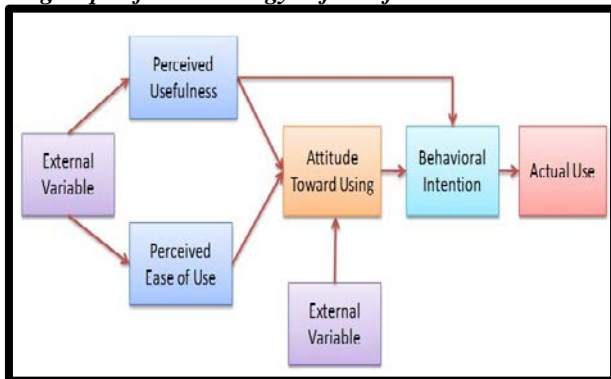 Perceived
Usefulness
External
Variable
Attitude
Toward Using
Behavioral
Intention
Actual Use
Perceived
Ease of Use
External
Variable